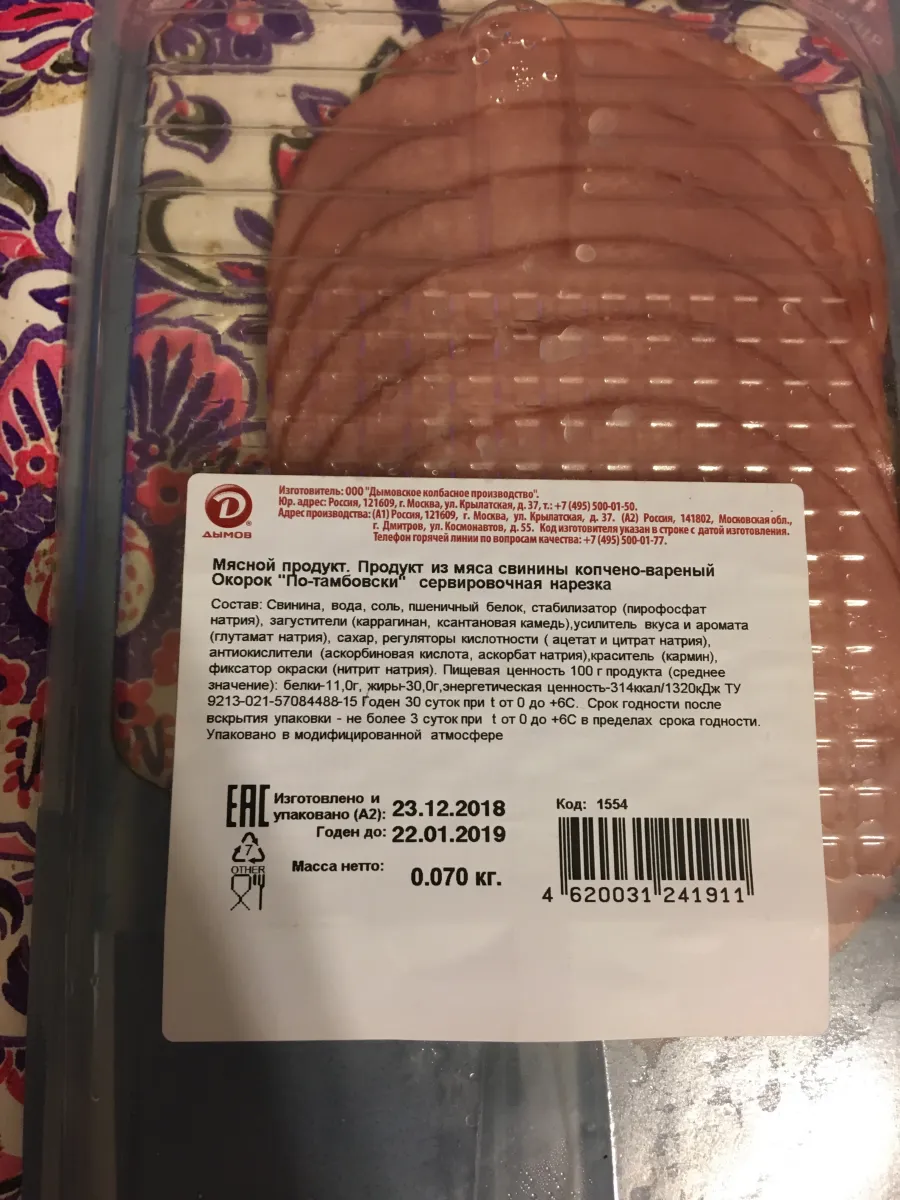 Изготовитель: ООО "Дымовское колбасное производство".
Юр. адрес: Россия, 121609, г. Москва, ул. Крылатская, д. 37, т.: +7 (495) 500-01-50.
Адрес производства: (А1) Россия, 121609, г. Москва, ул. Крылатская, д. 37. (А2) Россия, 141802, Московская обл.,
г. Дмитров, ул. Космонавтов, д. 55. Код изготовителя указан в строке с датой изготовления.
Телефон горячей линии по вопросам качества: +7 (495) 500-01-77.
D ®
ДЫМОВ
Мясной продукт. Продукт из мяса свинины копчено-вареный
Окорок "По-тамбовски" сервировочная нарезка
Состав: Свинина, вода, соль, пшеничный белок, стабилизатор (пирофосфат
натрия), загустители (каррагинан, ксантановая камедь),усилитель вкуса и аромата
(глутамат натрия), сахар, регуляторы кислотности ( ацетат и цитрат натрия),
антиокислители (аскорбиновая кислота, аскорбат натрия),краситель (кармин),
фиксатор окраски (нитрит натрия). Пищевая ценность 100 г продукта (среднее
значение): белки-11,0г, жиры-30,0г,энергетическая ценность-314ккал/1320кДж ТУ
9213-021-57084488-15 Годен 30 суток при t от 0 до +6С. Срок годности после
вскрытия упаковки - не более 3 суток при t от 0 до +6С в пределах срока годности.
Упаковано в модифицированной атмосфере
EAC
Изготовлено и
упаковано (А2): 23.12.2018
Годен до: 22.01.2019
Масса нетто: 0.070 кг.
7
OTHER
Код: 1554
4 620031 241911